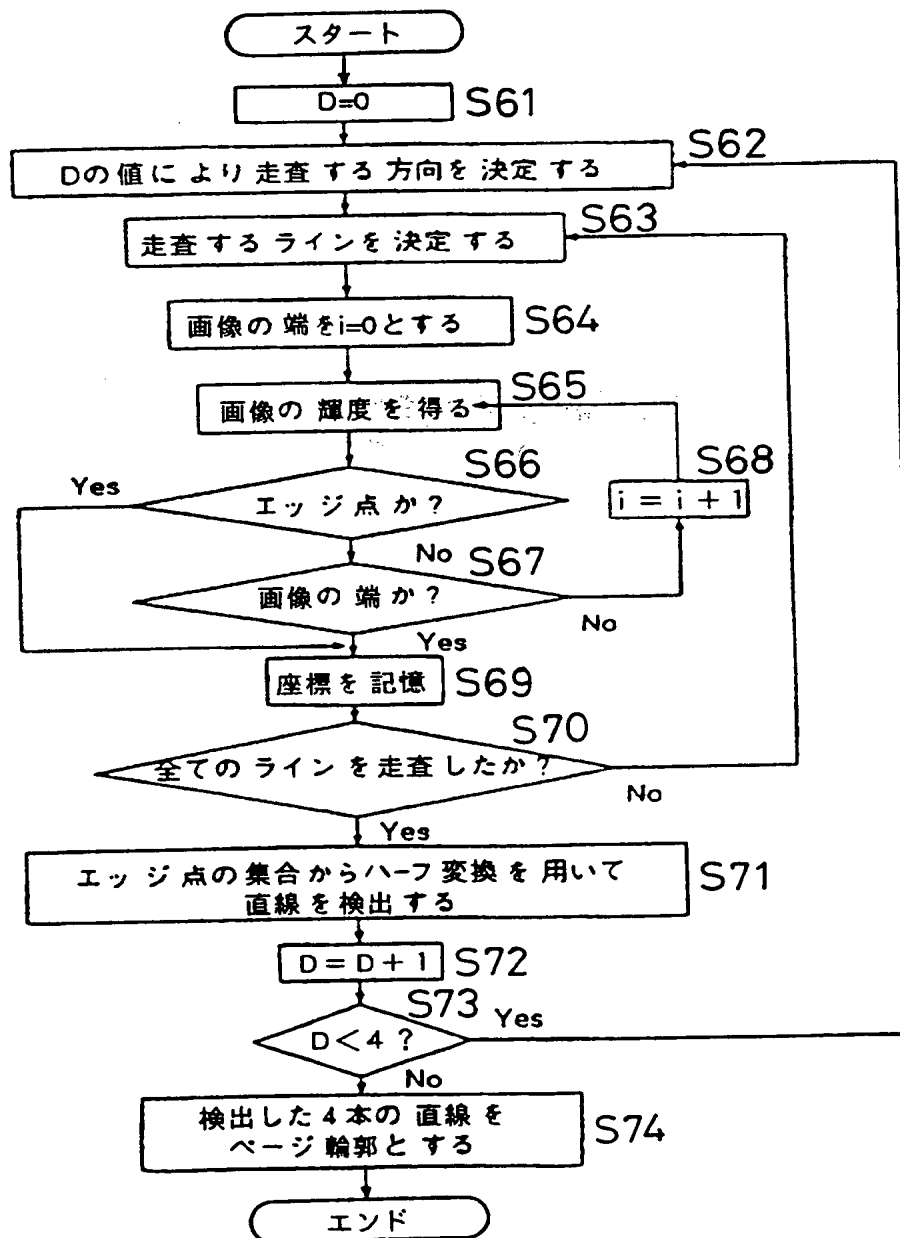 スタート
D=0 S61
S62
Dの値により走査する方向を決定する
S63
走査するラインを決定する
画像の端をi=0とする S64
S65
画像の輝度を得る
S66
S68
Yes
エッジ点か?
i = i + 1
No
S67
画像の端か?
No
Yes
座標を記憶 S69
S70
全てのラインを走査したか?
No
Yes
エッジ点の集合からハーフ変換を用いて
直線を検出する
S71
D = D + 1 S72
S73
Yes
D < 4 ?
No
検出した4本の直線を
ページ輪郭とする
S74
エンド